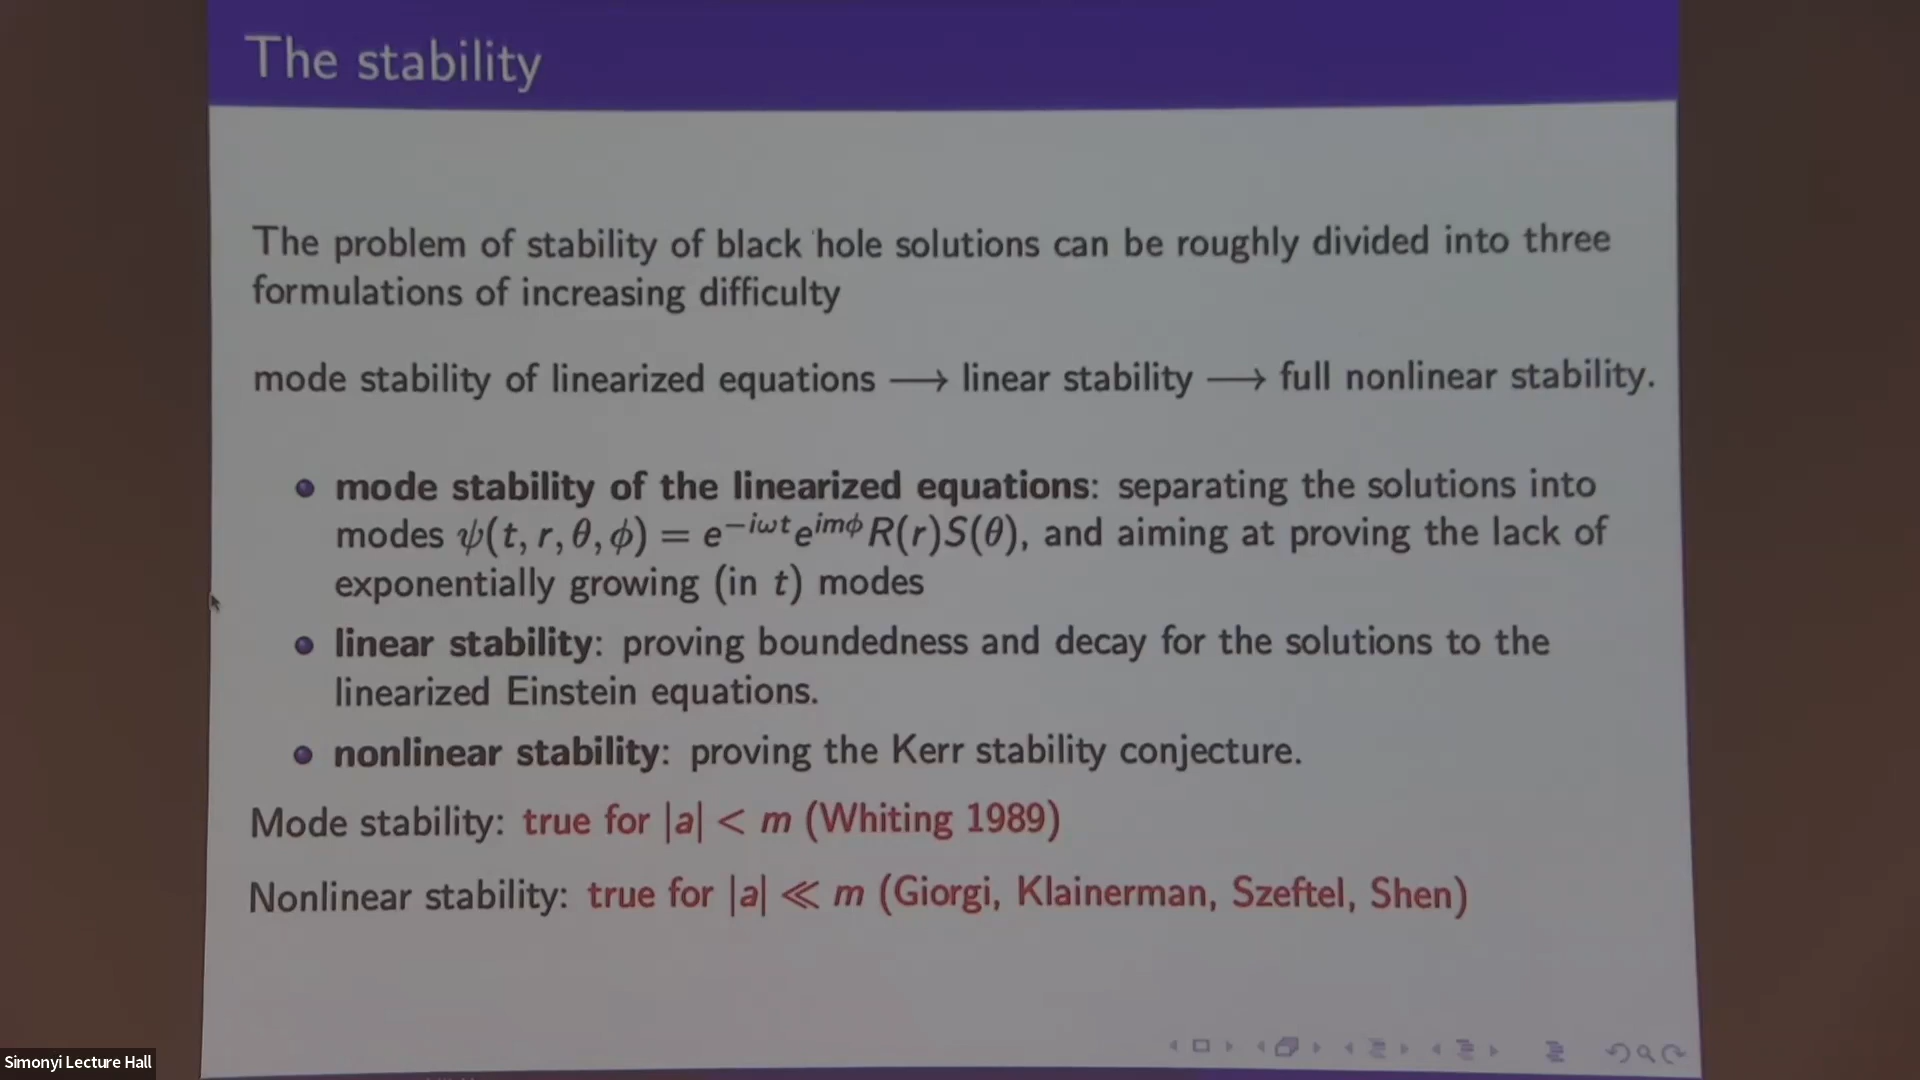 The stability
The problem of stability of black hole solutions can be roughly divided into three
formulations of increasing difficulty
mode stability of linearized equations ⟶ linear stability ⟶ full nonlinear stability.
mode stability of the linearized equations: separating the solutions into
modes ψ(t, r, θ, ϕ) = e^{−iωt}e^{imϕ}R(r)S(θ), and aiming at proving the lack of
exponentially growing (in t) modes
linear stability: proving boundedness and decay for the solutions to the
linearized Einstein equations.
nonlinear stability: proving the Kerr stability conjecture.
Mode stability: true for |a| < m (Whiting 1989)
Nonlinear stability: true for |a| ≪ m (Giorgi, Klainerman, Szeftel, Shen)
Simonyi Lecture Hall